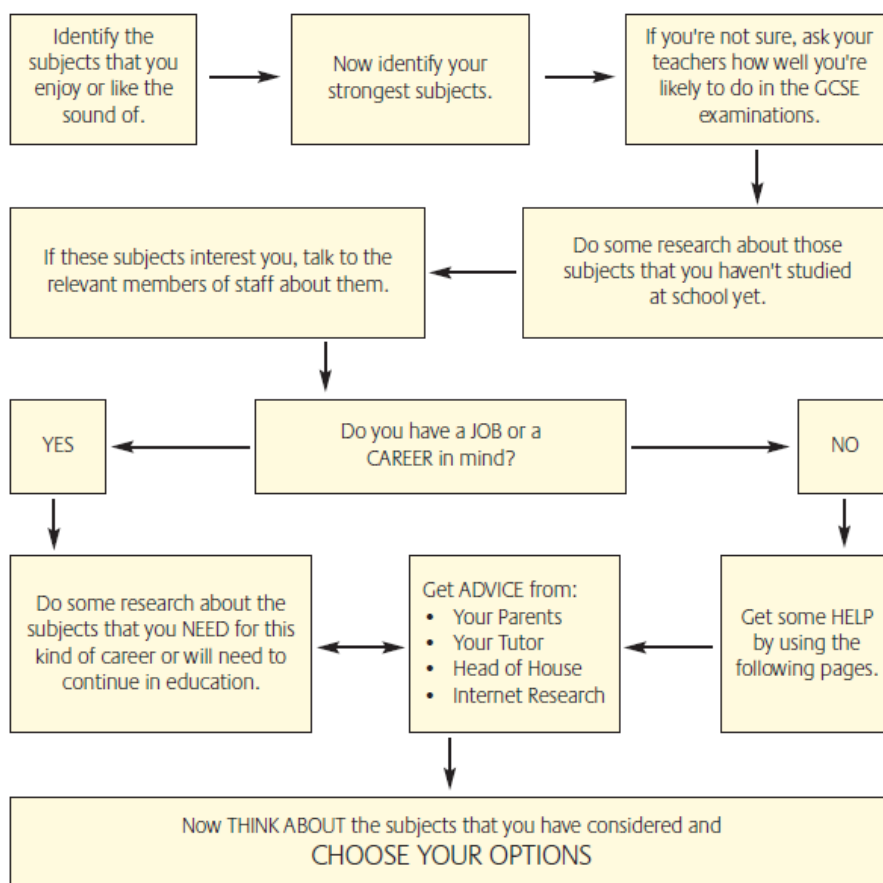 Identify the
subjects that you
enjoy or like the
sound of.
Now identify your
strongest subjects.
If you're not sure, ask your
teachers how well you're
likely to do in the GCSE
examinations.
Do some research about those
subjects that you haven't studied
at school yet.
If these subjects interest you, talk to the
relevant members of staff about them.
Do you have a JOB or a
CAREER in mind?
YES
NO
Do some research about the
subjects that you NEED for this
kind of career or will need to
continue in education.
Get ADVICE from:
• Your Parents
• Your Tutor
• Head of House
• Internet Research
Get some HELP
by using the
following pages.
Now THINK ABOUT the subjects that you have considered and
CHOOSE YOUR OPTIONS